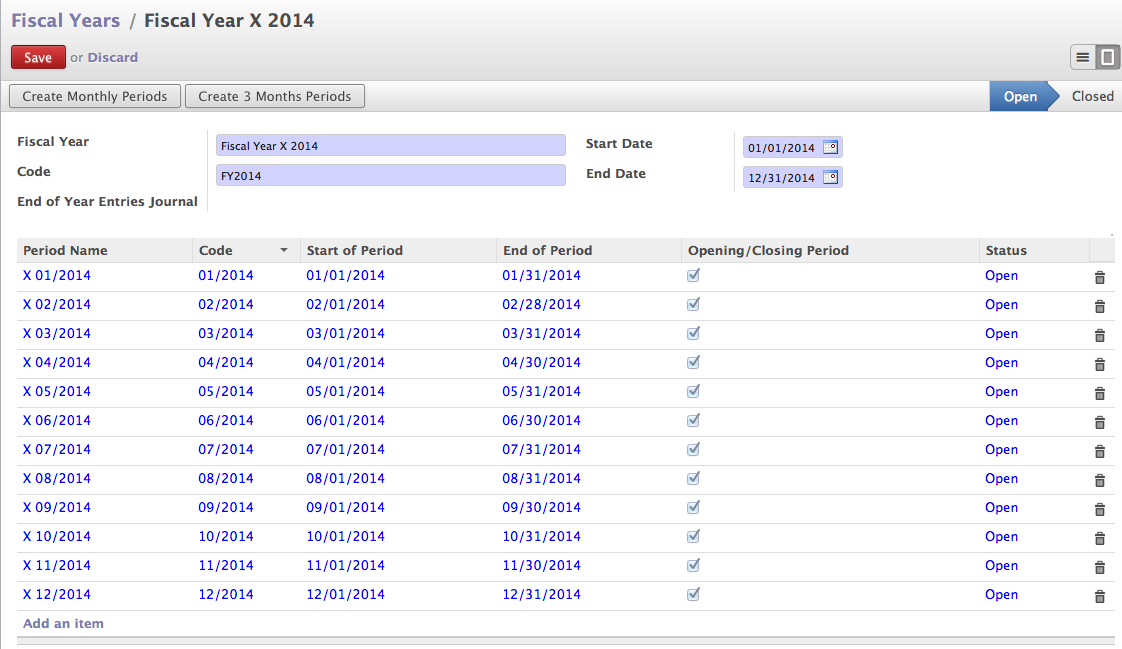 Fiscal Years / Fiscal Year X 2014
Save or Discard
Create Monthly Periods Create 3 Months Periods Open Closed
Fiscal Year Fiscal Year X 2014 Start Date 01/01/2014
Code FY2014 End Date 12/31/2014
End of Year Entries Journal
Period Name Code Start of Period End of Period Opening/Closing Period Status
X 01/2014 01/2014 01/01/2014 01/31/2014 Open
X 02/2014 02/2014 02/01/2014 02/28/2014 Open
X 03/2014 03/2014 03/01/2014 03/31/2014 Open
X 04/2014 04/2014 04/01/2014 04/30/2014 Open
X 05/2014 05/2014 05/01/2014 05/31/2014 Open
X 06/2014 06/2014 06/01/2014 06/30/2014 Open
X 07/2014 07/2014 07/01/2014 07/31/2014 Open
X 08/2014 08/2014 08/01/2014 08/31/2014 Open
X 09/2014 09/2014 09/01/2014 09/30/2014 Open
X 10/2014 10/2014 10/01/2014 10/31/2014 Open
X 11/2014 11/2014 11/01/2014 11/30/2014 Open
X 12/2014 12/2014 12/01/2014 12/31/2014 Open
Add an item